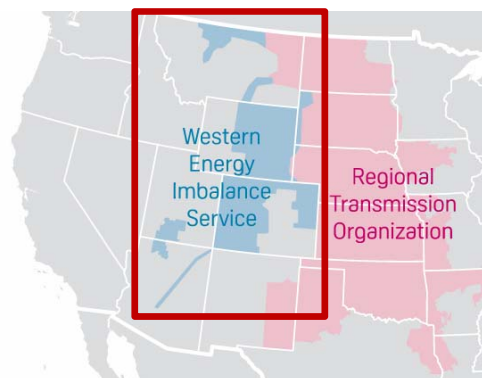 Western
Energy
Imbalance
Service
Regional
Transmission
Organization